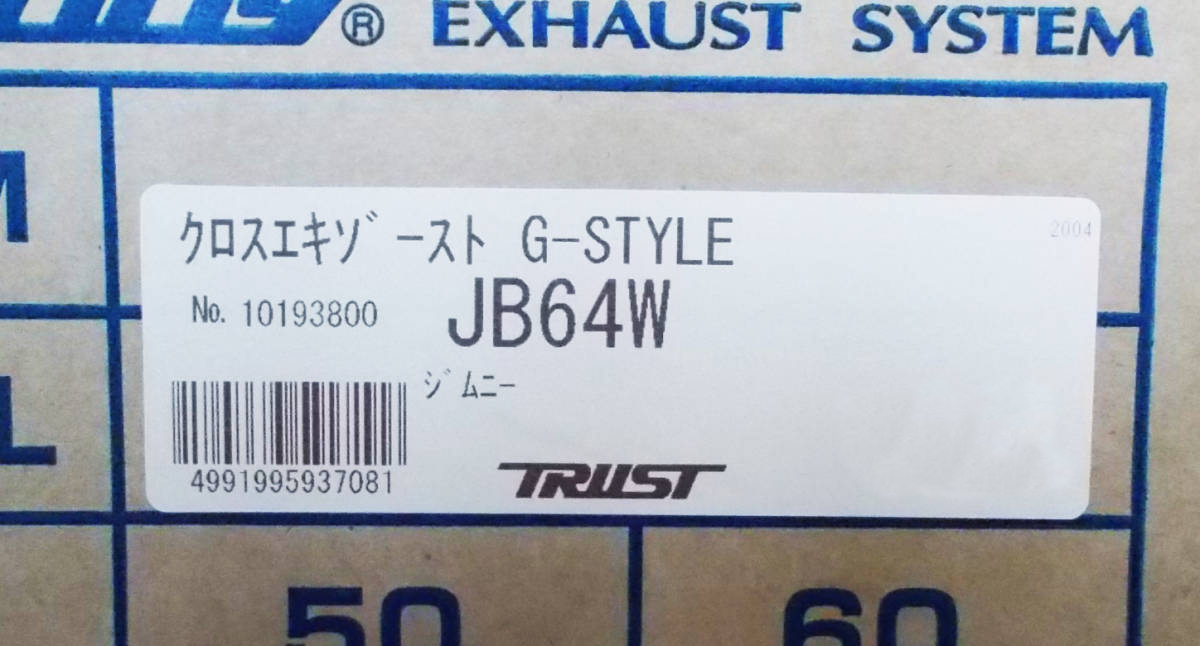 ® EXHAUST SYSTEM
M
ｸﾛｽｴｷｿﾞｰｽﾄ G-STYLE
2004
No. 10193800
JB64W
ｼﾞﾑﾆｰ
L
4991995937081
TRUST
50
60